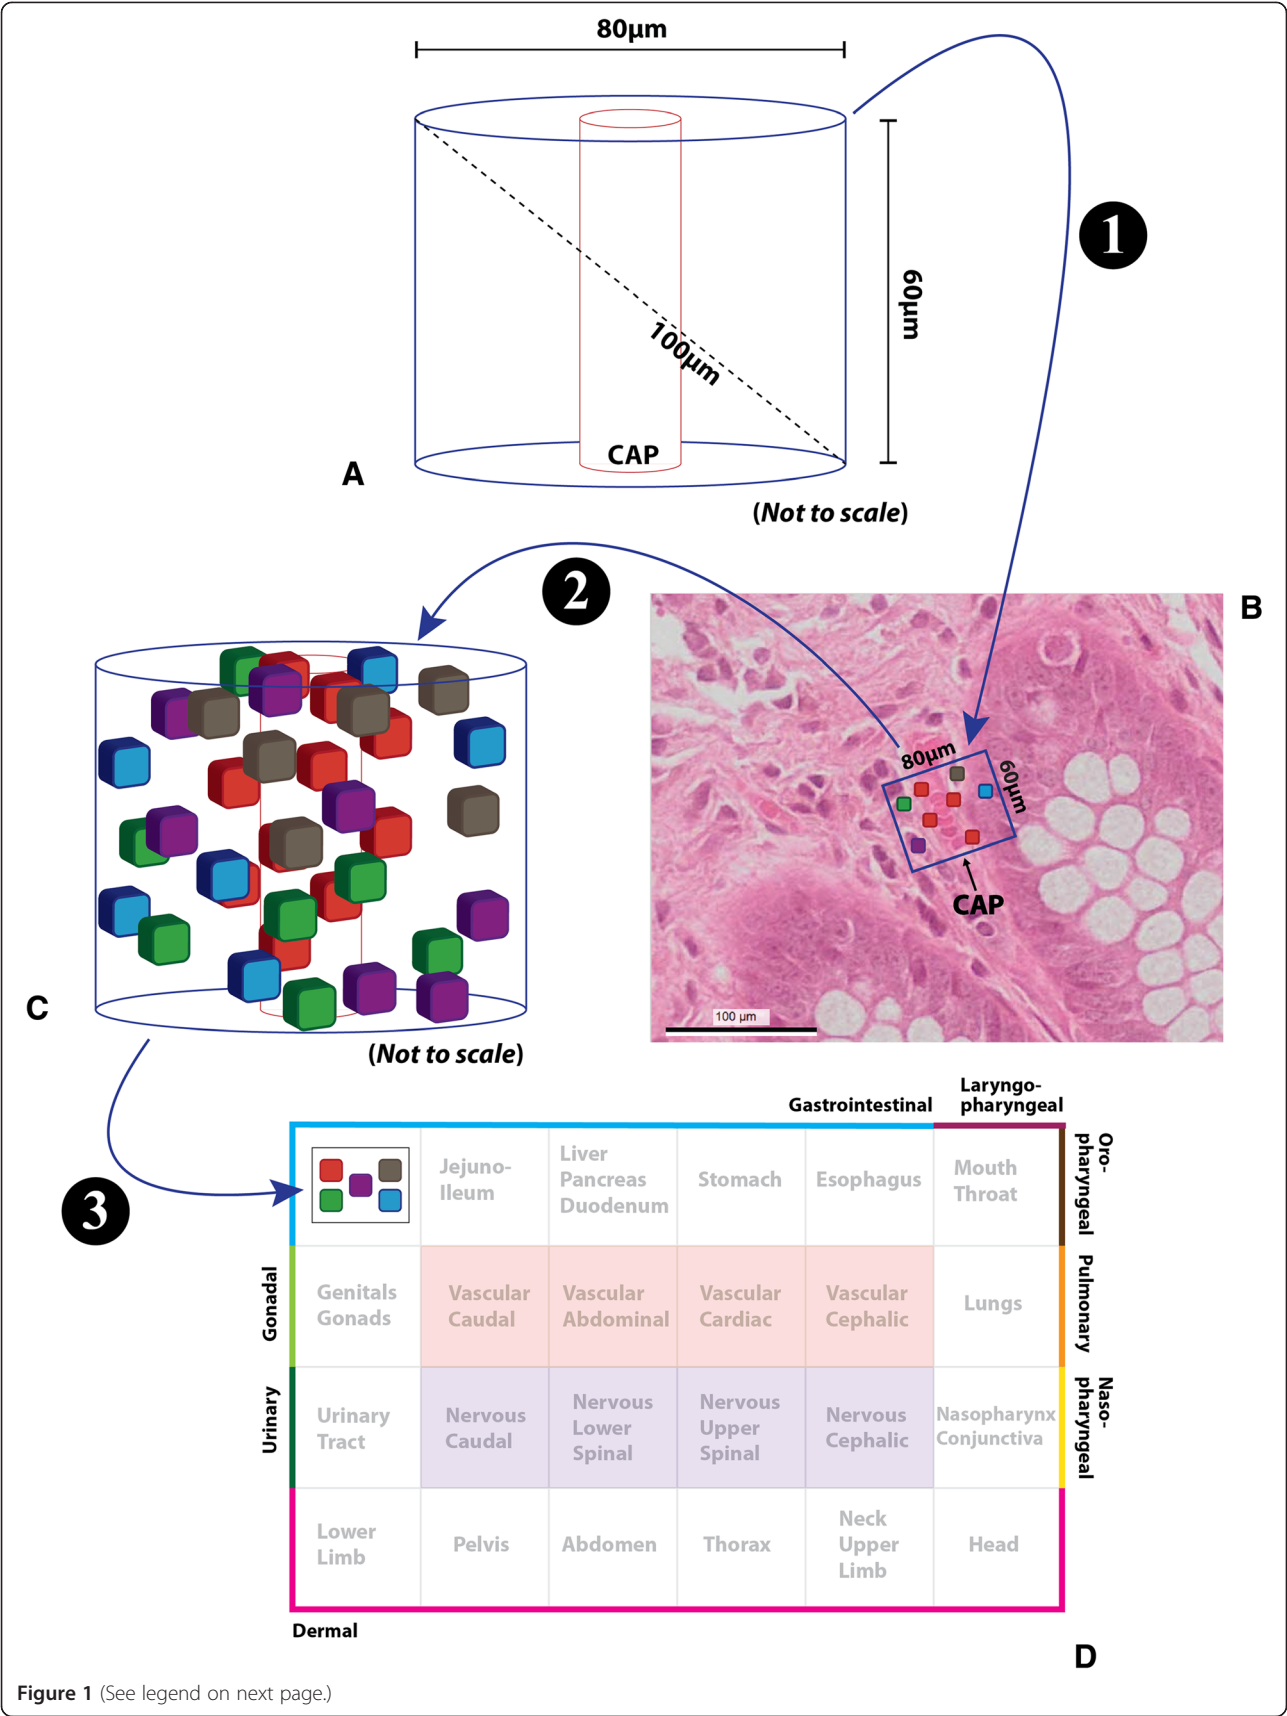 80µm
60µm
100µm
CAP
A
(Not to scale)
1
2
B
80µm
60µm
CAP
100 µm
C
(Not to scale)
3
Gastrointestinal
Laryngo-
pharyngeal
Oro-
pharyngeal
Jejuno-
Ileum
Liver
Pancreas
Duodenum
Stomach
Esophagus
Mouth
Throat
Gonadal
Genitals
Gonads
Vascular
Caudal
Vascular
Abdominal
Vascular
Cardiac
Vascular
Cephalic
Lungs
Pulmonary
Urinary
Urinary
Tract
Nervous
Caudal
Nervous
Lower
Spinal
Nervous
Upper
Spinal
Nervous
Cephalic
Nasopharynx
Conjunctiva
Naso-
pharyngeal
Lower
Limb
Pelvis
Abdomen
Thorax
Neck
Upper
Limb
Head
Dermal
D
Figure 1 (See legend on next page.)